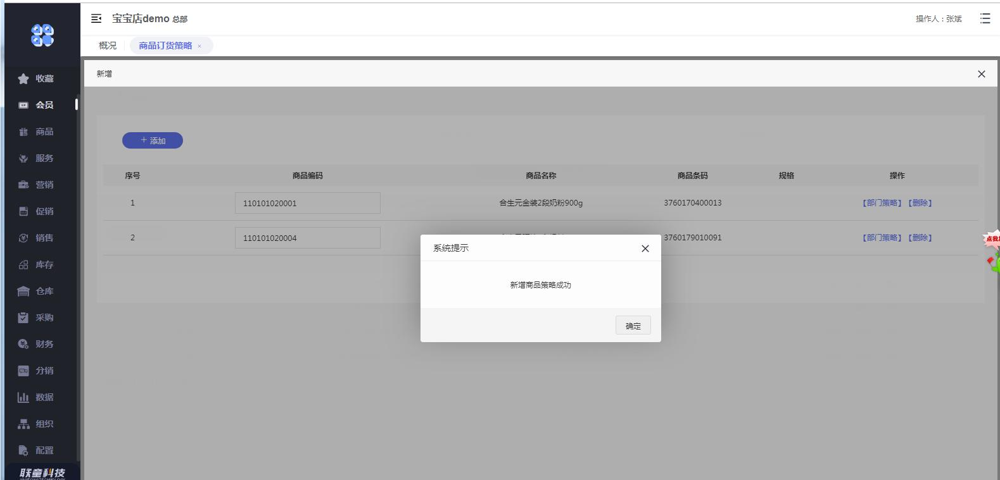 宝宝店demo 总部
操作人：张斌
概况
商品订货策略 ×
收藏
会员
商品
服务
营销
促销
销售
库存
仓库
采购
财务
分销
数据
组织
配置
联童科技
新增
+ 添加
序号 商品编码 商品名称 商品条码 规格 操作
1 110101020001 合生元金装2段奶粉900g 3760170400013 【部门策略】【删除】
2 110101020004 3760179010091 【部门策略】【删除】
系统提示
新增商品策略成功
确定
点我